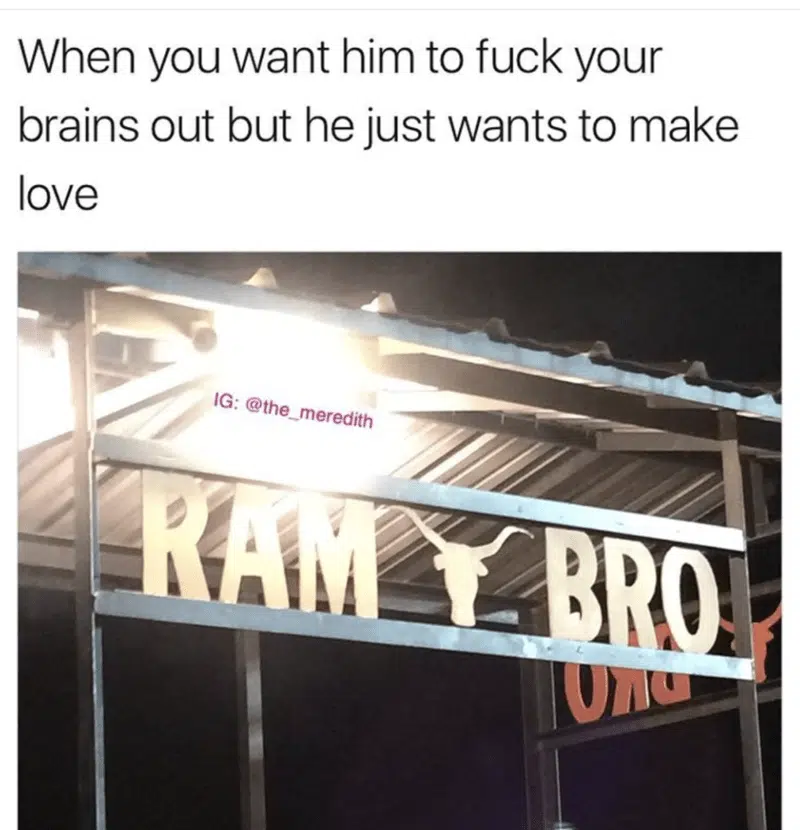 When you want him to fuck your
brains out but he just wants to make
love
IG: @the_meredith
RAM BRO